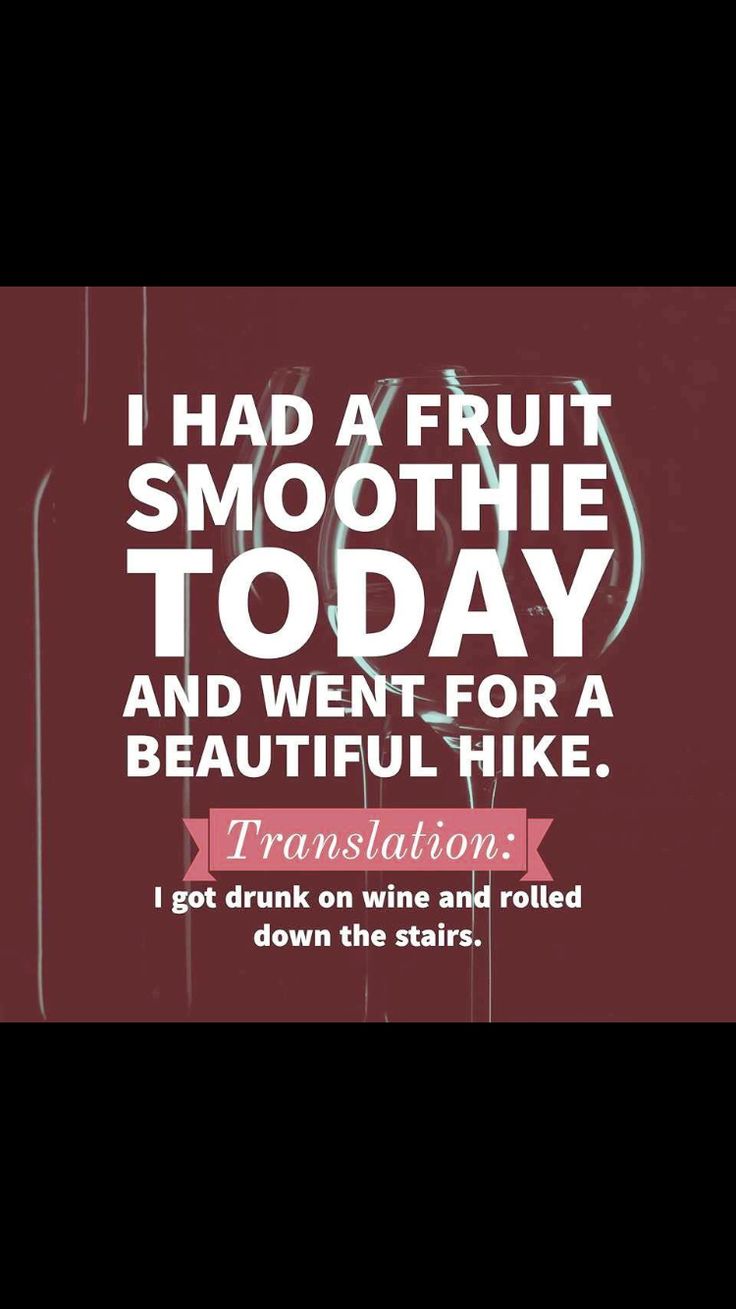 I HAD A FRUIT
SMOOTHIE
TODAY
AND WENT FOR A
BEAUTIFUL HIKE.
Translation:
I got drunk on wine and rolled
down the stairs.